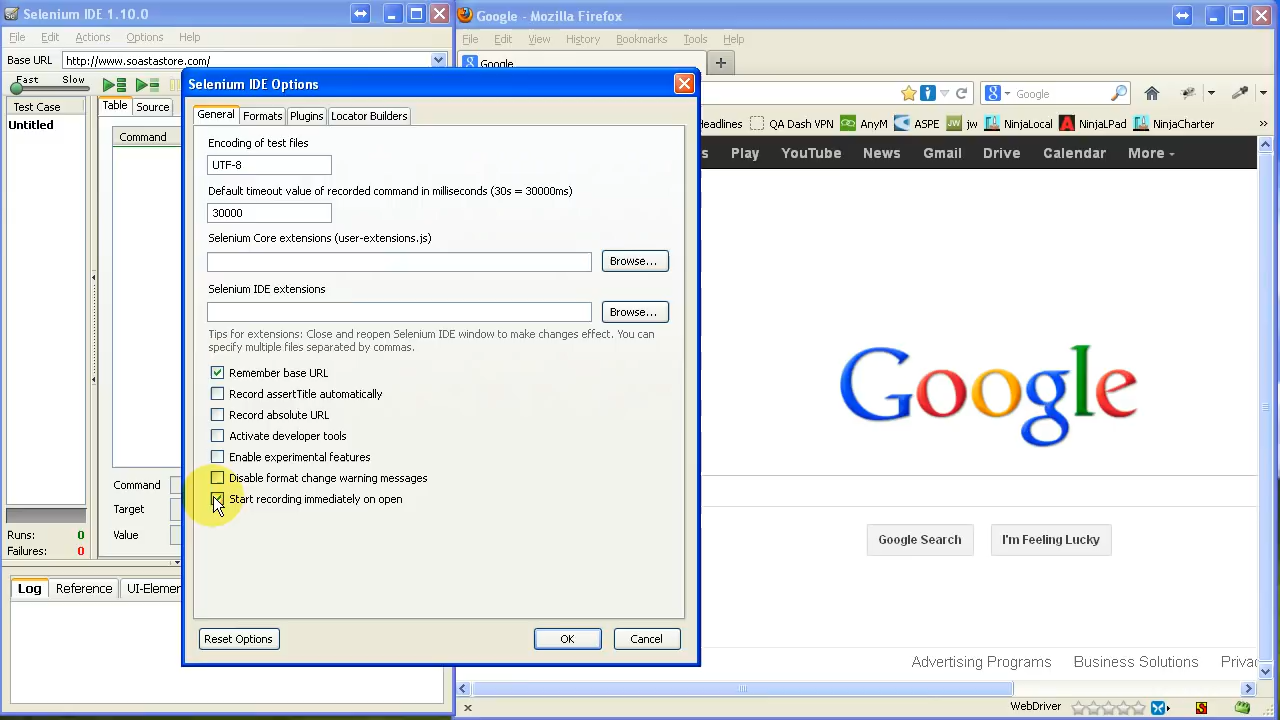 Selenium IDE 1.10.0
File Edit Actions Options Help
Base URL http://www.soastastore.com/
Fast Slow
Test Case
Untitled
Table Source
Command
Command
Target
Value
Runs: 0
Failures: 0
Log Reference UI-Elemen
Selenium IDE Options
General Formats Plugins Locator Builders
Encoding of test files
UTF-8
Default timeout value of recorded command in milliseconds (30s = 30000ms)
30000
Selenium Core extensions (user-extensions.js)
Browse...
Selenium IDE extensions
Browse...
Tips for extensions: Close and reopen Selenium IDE window to make changes effect. You can
specify multiple files separated by commas.
Remember base URL
Record assertTitle automatically
Record absolute URL
Activate developer tools
Enable experimental features
Disable format change warning messages
Start recording immediately on open
Reset Options OK Cancel
Google - Mozilla Firefox
File Edit View History Bookmarks Tools Help
Google
Google
Headlines QA Dash VPN AnyM ASPE jw NinjaLocal NinjaLPad NinjaCharter »
s Play YouTube News Gmail Drive Calendar More
Google
Google Search I'm Feeling Lucky
Advertising Programs Business Solutions Privac
WebDriver